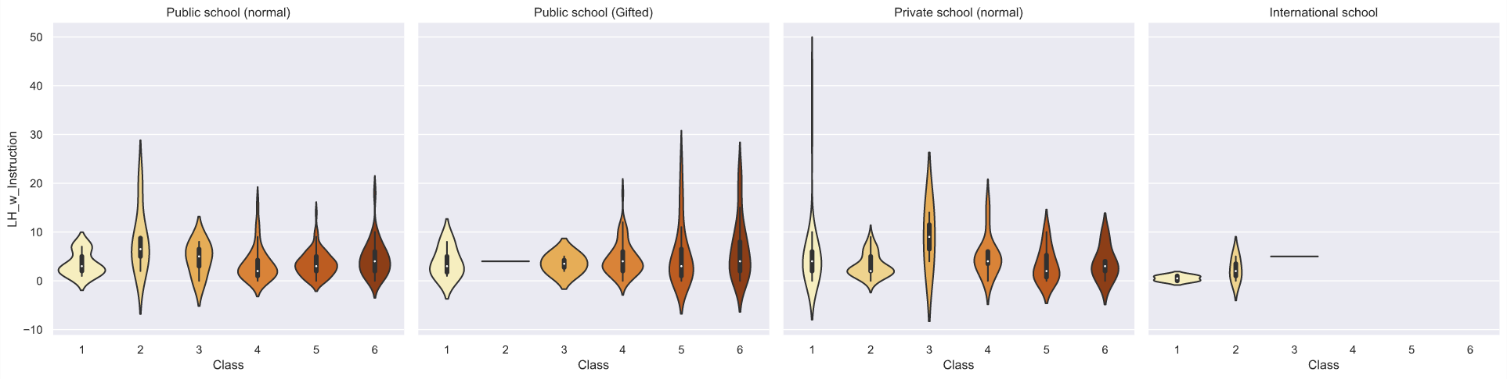 Public school (normal) Public school (Gifted) Private school (normal) International school
50
40
30
20
10
0
−10
LH_w_Instruction
1 2 3 4 5 6 1 2 3 4 5 6 1 2 3 4 5 6 1 2 3 4 5 6
Class Class Class Class